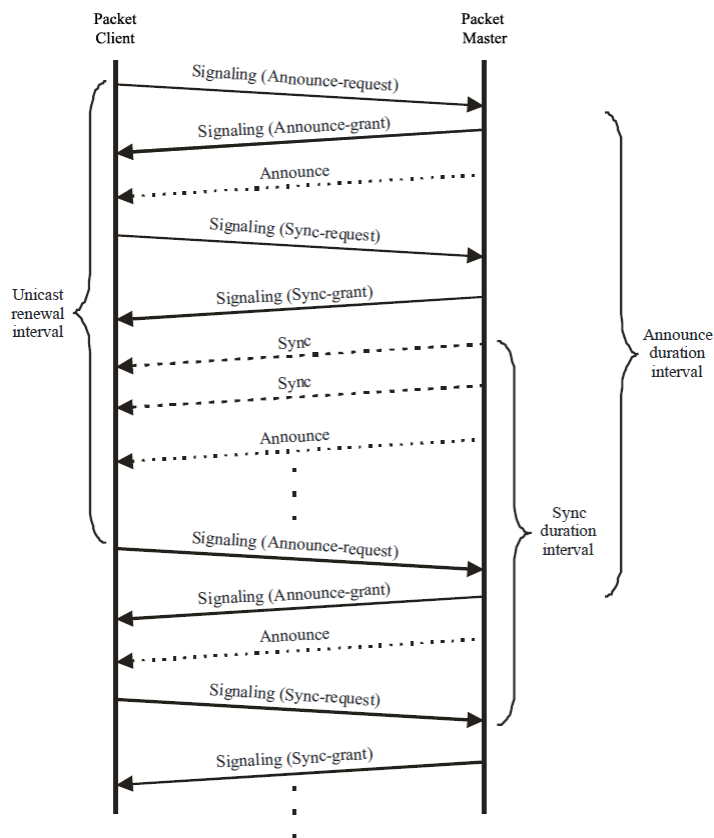 Packet
Client
Packet
Master
Signaling (Announce-request)
Signaling (Announce-grant)
Announce
Signaling (Sync-request)
Unicast
renewal
interval
Signaling (Sync-grant)
Sync
Sync
Announce
duration
interval
Announce
Sync
duration
interval
Signaling (Announce-request)
Signaling (Announce-grant)
Announce
Signaling (Sync-request)
Signaling (Sync-grant)